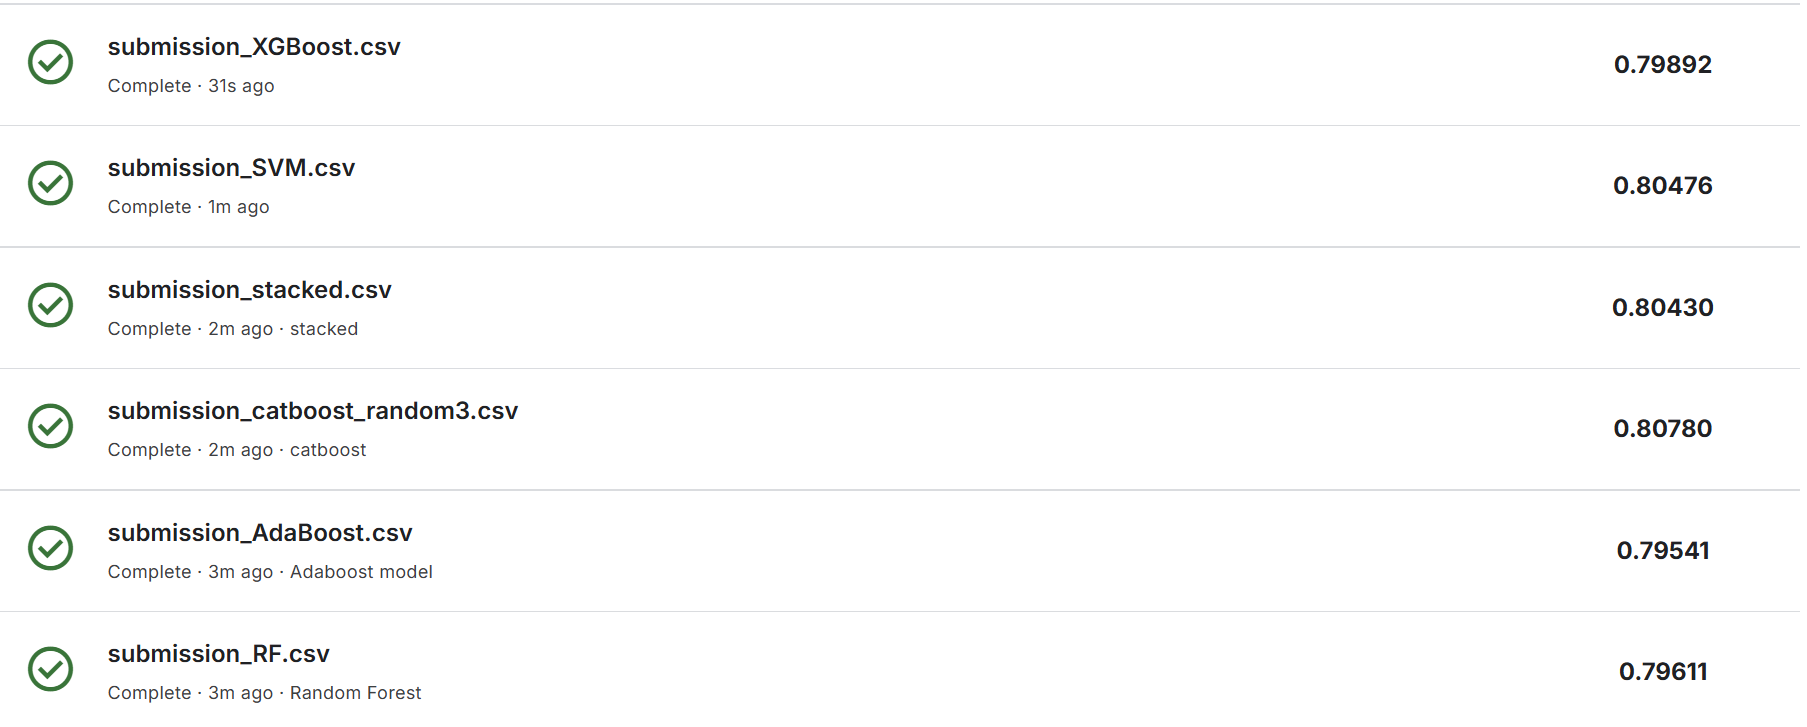 submission_XGBoost.csv
Complete · 31s ago
0.79892
submission_SVM.csv
Complete · 1m ago
0.80476
submission_stacked.csv
Complete · 2m ago · stacked
0.80430
submission_catboost_random3.csv
Complete · 2m ago · catboost
0.80780
submission_AdaBoost.csv
Complete · 3m ago · Adaboost model
0.79541
submission_RF.csv
Complete · 3m ago · Random Forest
0.79611